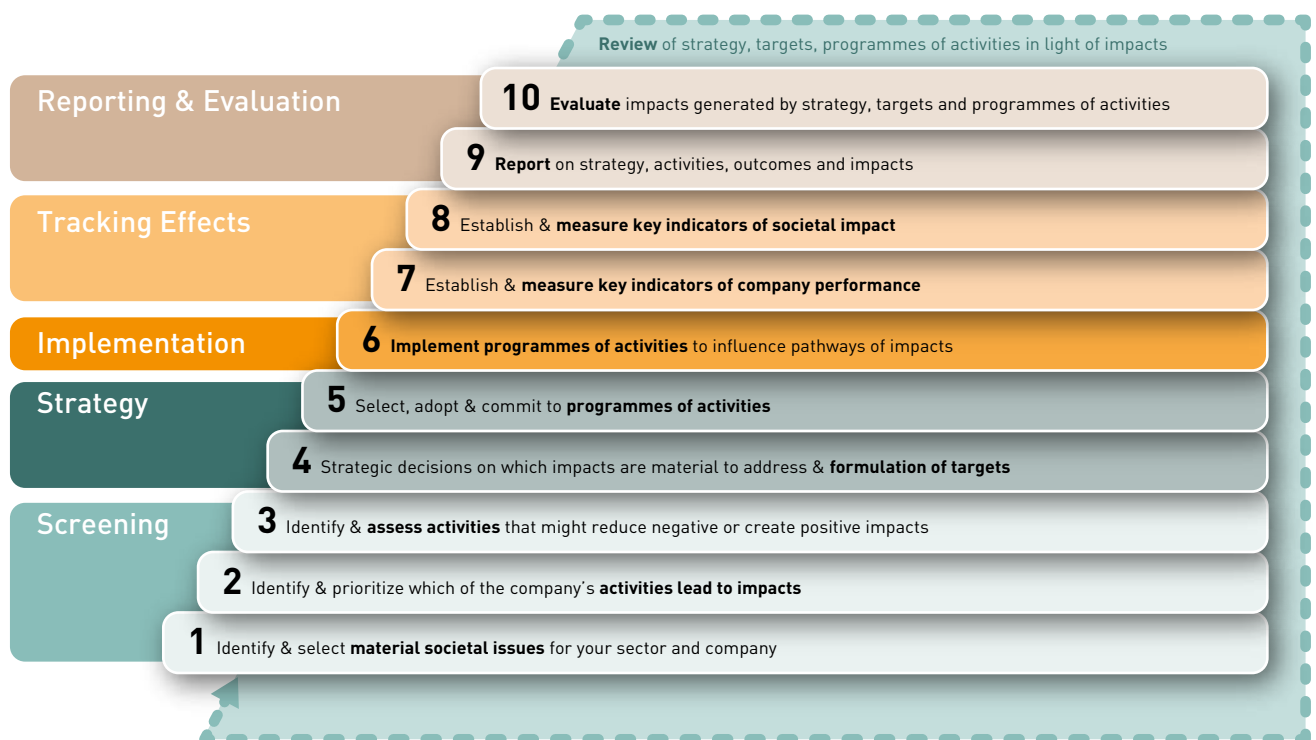 Review of strategy, targets, programmes of activities in light of impacts
Reporting & Evaluation
10 Evaluate impacts generated by strategy, targets and programmes of activities
9 Report on strategy, activities, outcomes and impacts
Tracking Effects
8 Establish & measure key indicators of societal impact
7 Establish & measure key indicators of company performance
Implementation
6 Implement programmes of activities to influence pathways of impacts
Strategy
5 Select, adopt & commit to programmes of activities
4 Strategic decisions on which impacts are material to address & formulation of targets
Screening
3 Identify & assess activities that might reduce negative or create positive impacts
2 Identify & prioritize which of the company's activities lead to impacts
1 Identify & select material societal issues for your sector and company